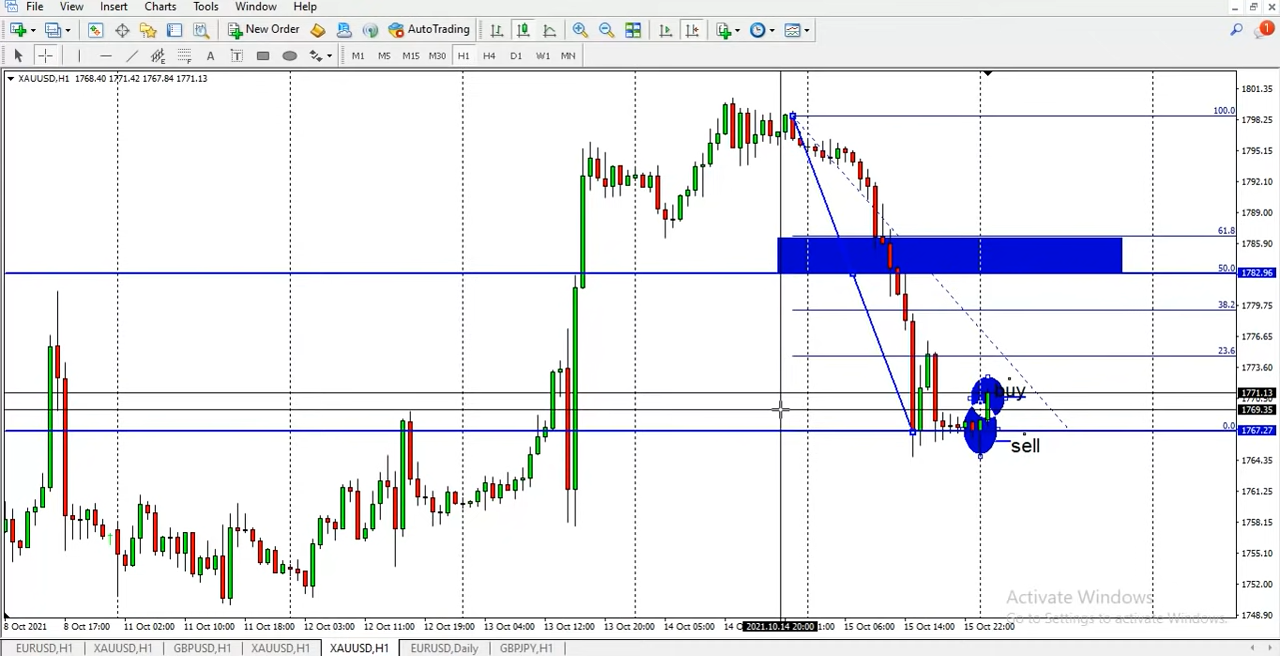 File View Insert Charts Tools Window Help
New Order AutoTrading 1
A T M1 M5 M15 M30 H1 H4 D1 W1 MN
XAUUSD,H1 1768.40 1771.42 1767.84 1771.13
1801.35
100.0
1798.25
1795.15
1792.10
1789.00
61.8
1785.90
50.0
1782.96
1779.75
38.2
1776.65
23.6
1773.60
buy
1771.13
1769.35
0.0
1767.27
sell
1764.35
1761.25
1758.15
1755.10
1752.00
1748.90
Activate Windows
Go to Settings to activate Windows.
8 Oct 2021 8 Oct 17:00 11 Oct 02:00 11 Oct 10:00 11 Oct 18:00 12 Oct 03:00 12 Oct 11:00 12 Oct 19:00 13 Oct 04:00 13 Oct 12:00 13 Oct 20:00 14 Oct 05:00 2021.10.14 20:00 15 Oct 06:00 15 Oct 14:00 15 Oct 22:00
EURUSD,H1 XAUUSD,H1 GBPUSD,H1 XAUUSD,H1 XAUUSD,H1 EURUSD,Daily GBPJPY,H1